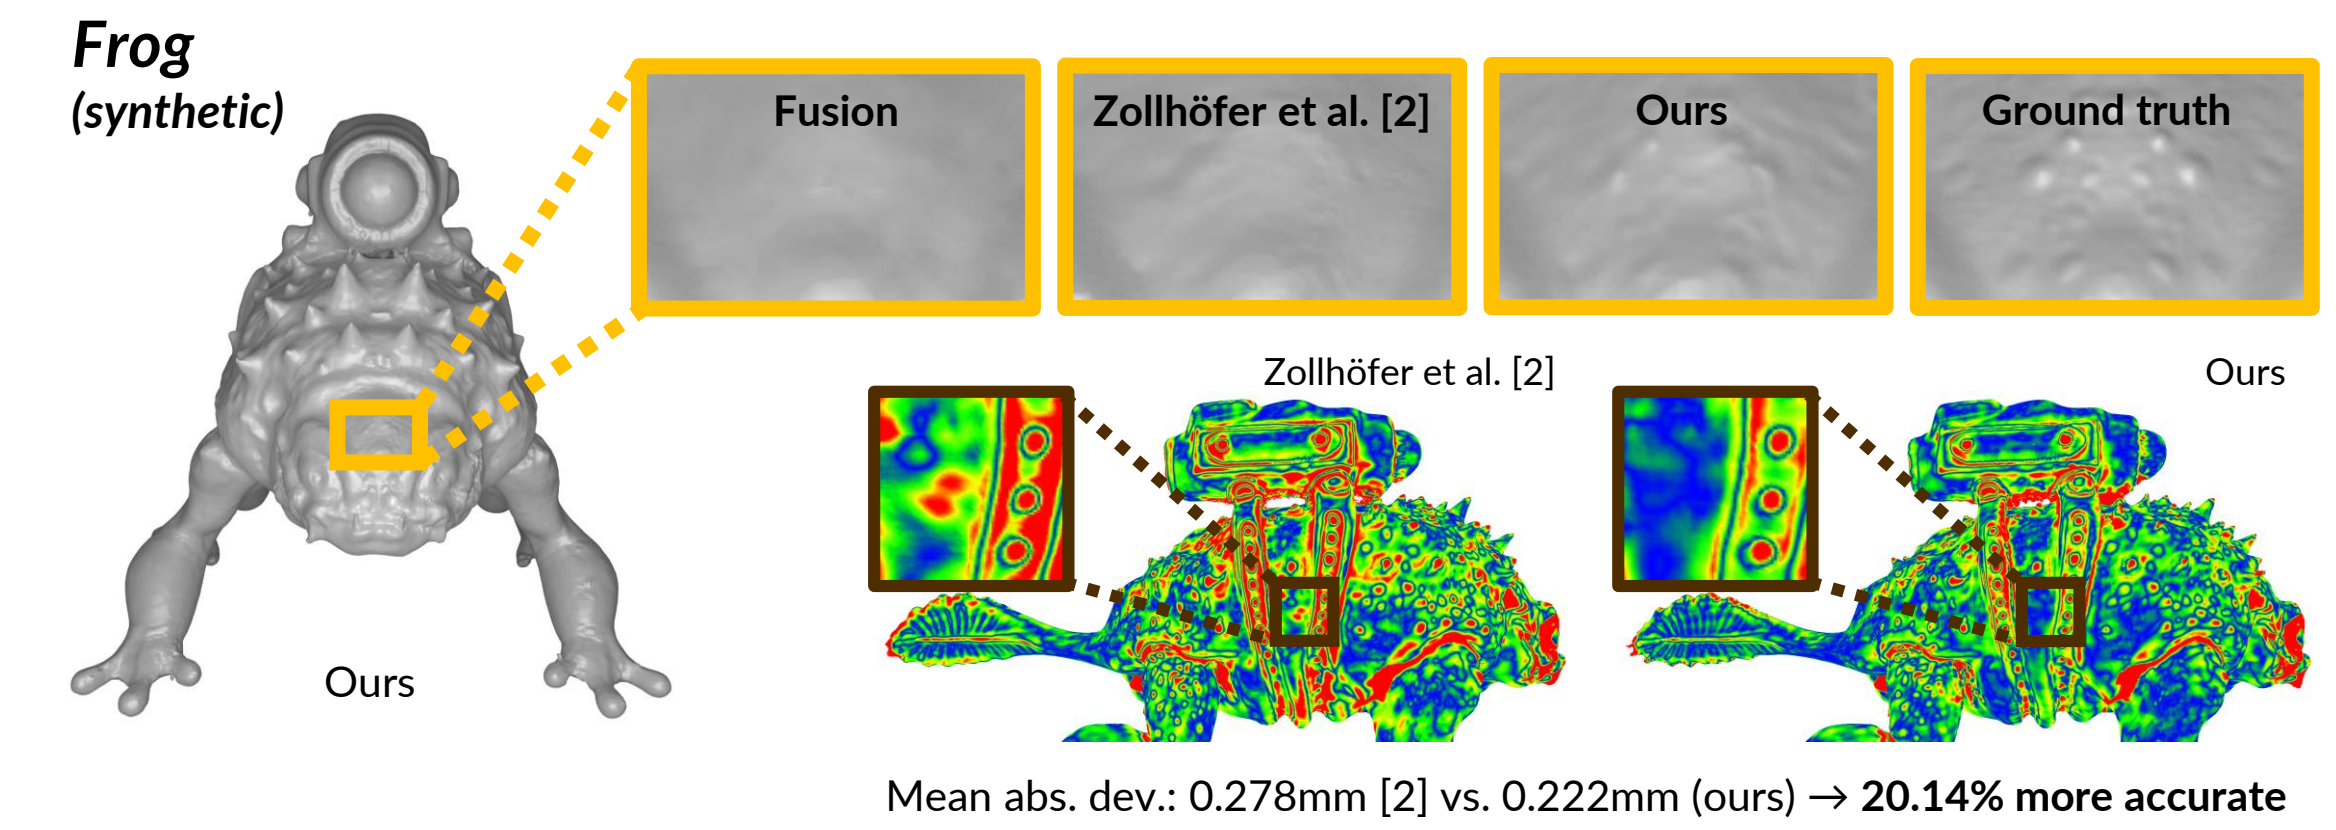 Frog
(synthetic)
Fusion
Zollhöfer et al. [2]
Ours
Ground truth
Zollhöfer et al. [2]
Ours
Ours
Mean abs. dev.: 0.278mm [2] vs. 0.222mm (ours) → 20.14% more accurate